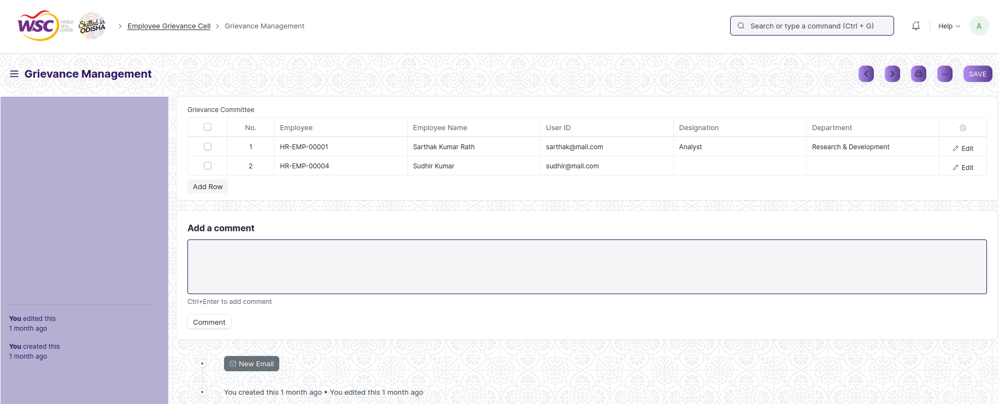 WSC WORLD SKILL CENTER
Skilled in ODISHA
Employee Grievance Cell
Grievance Management
Search or type a command (Ctrl + G)
Help
A
Grievance Management
SAVE
Grievance Committee
No. Employee Employee Name User ID Designation Department
1 HR-EMP-00001 Sarthak Kumar Rath sarthak@mail.com Analyst Research & Development Edit
2 HR-EMP-00004 Sudhir Kumar sudhir@mail.com Edit
Add Row
Add a comment
Ctrl+Enter to add comment
Comment
You edited this
1 month ago
You created this
1 month ago
New Email
You created this 1 month ago • You edited this 1 month ago